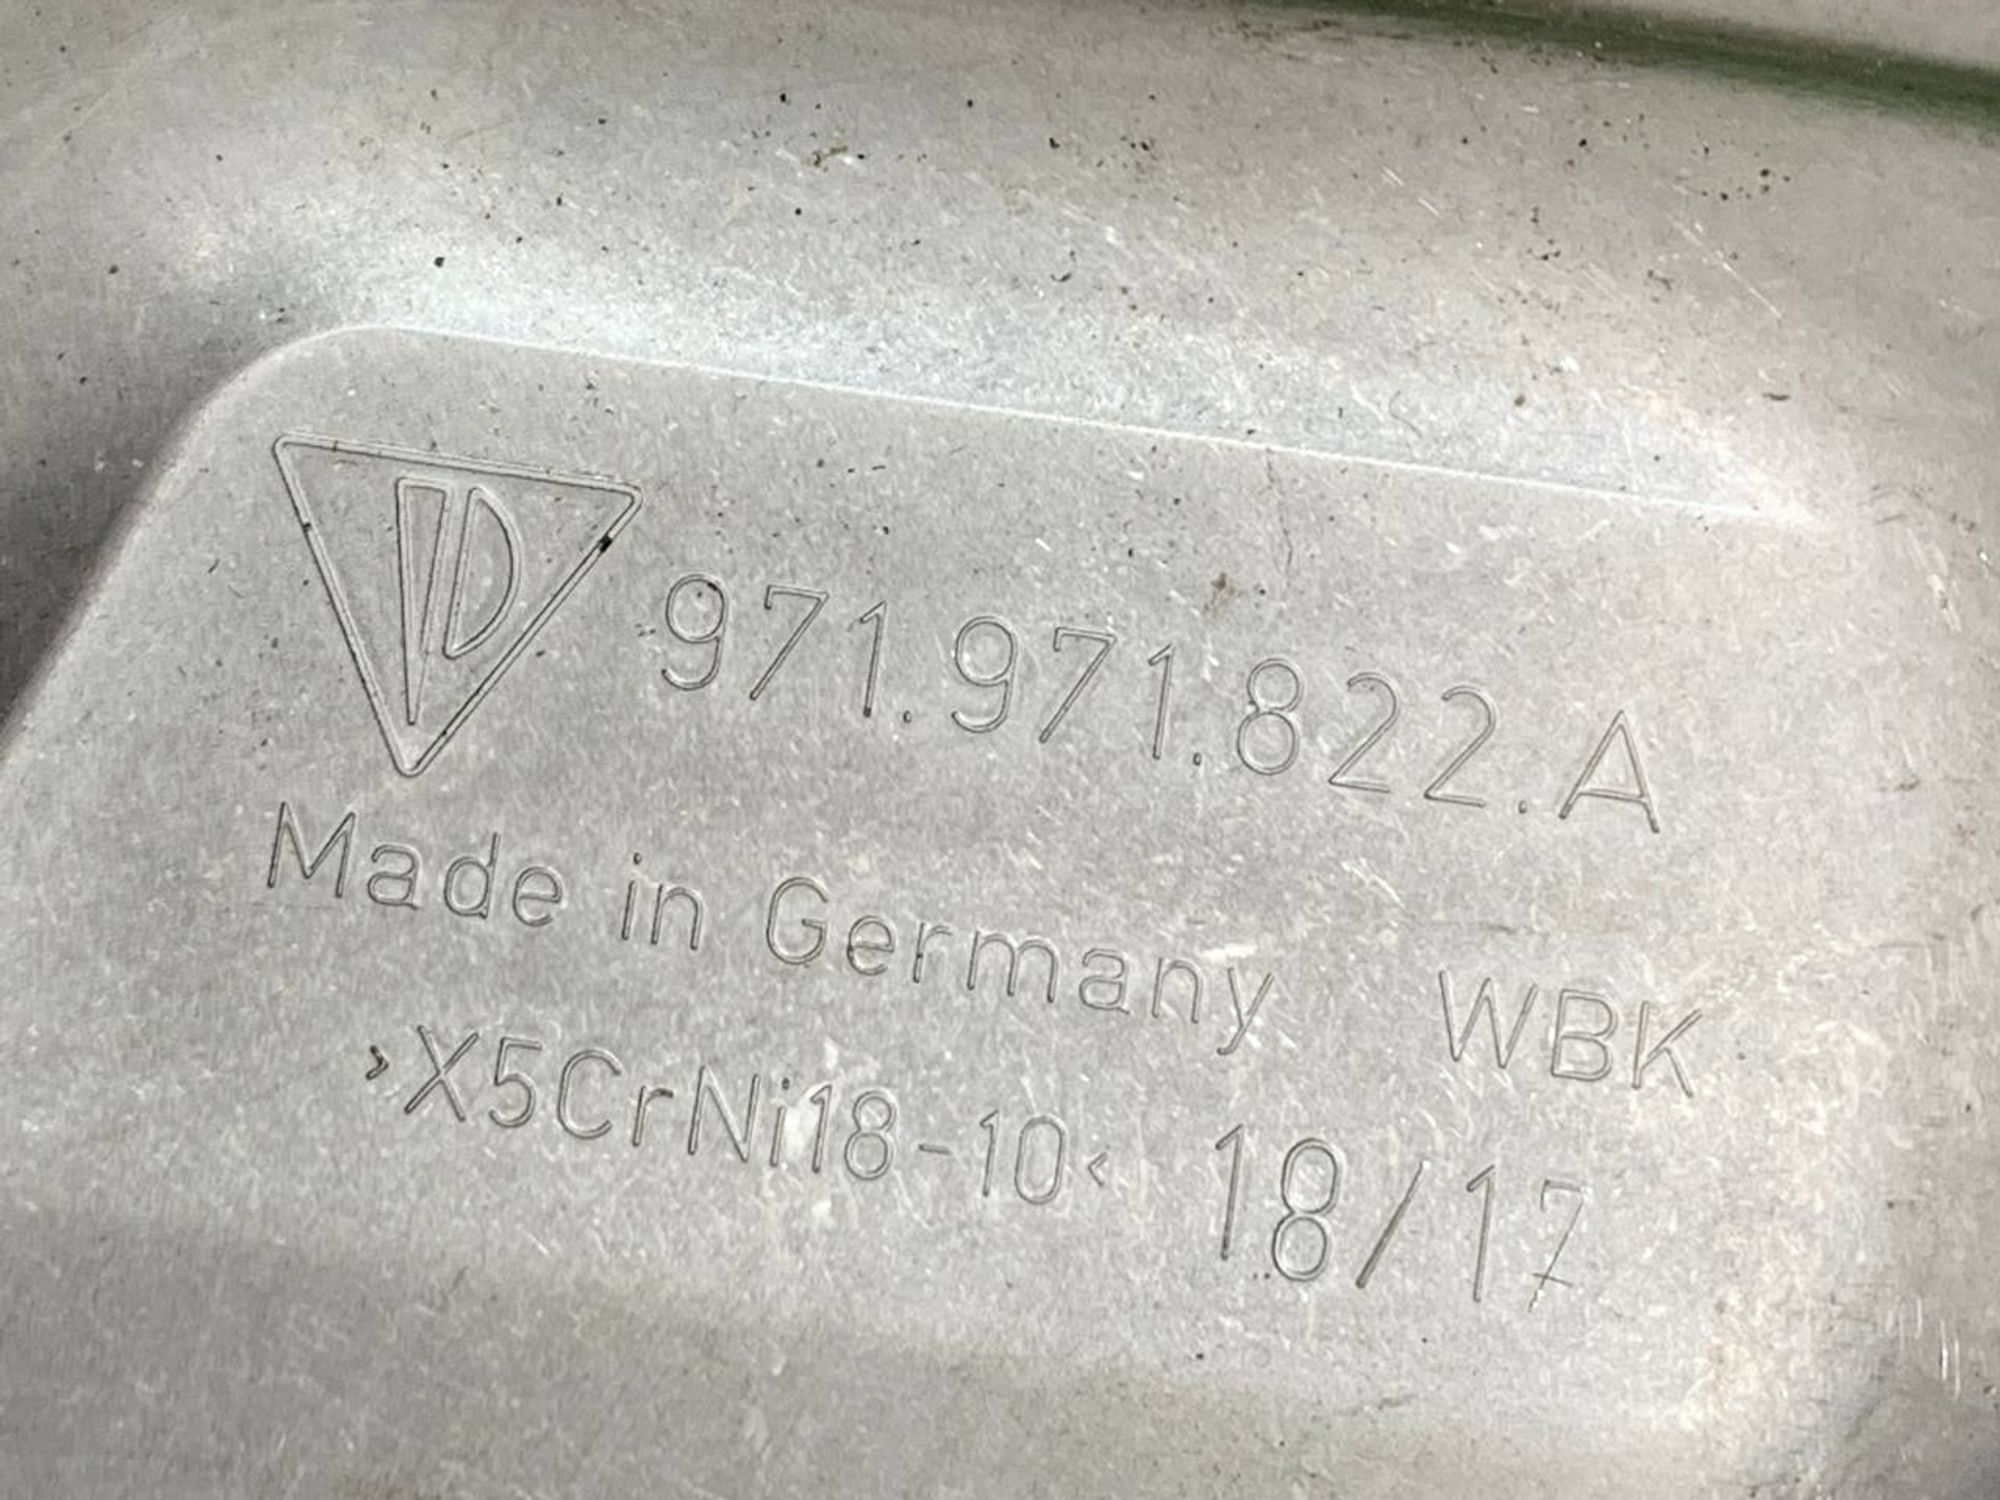 971.971.822.A
Made in Germany WBK
>X5CrNi18-10< 18/17